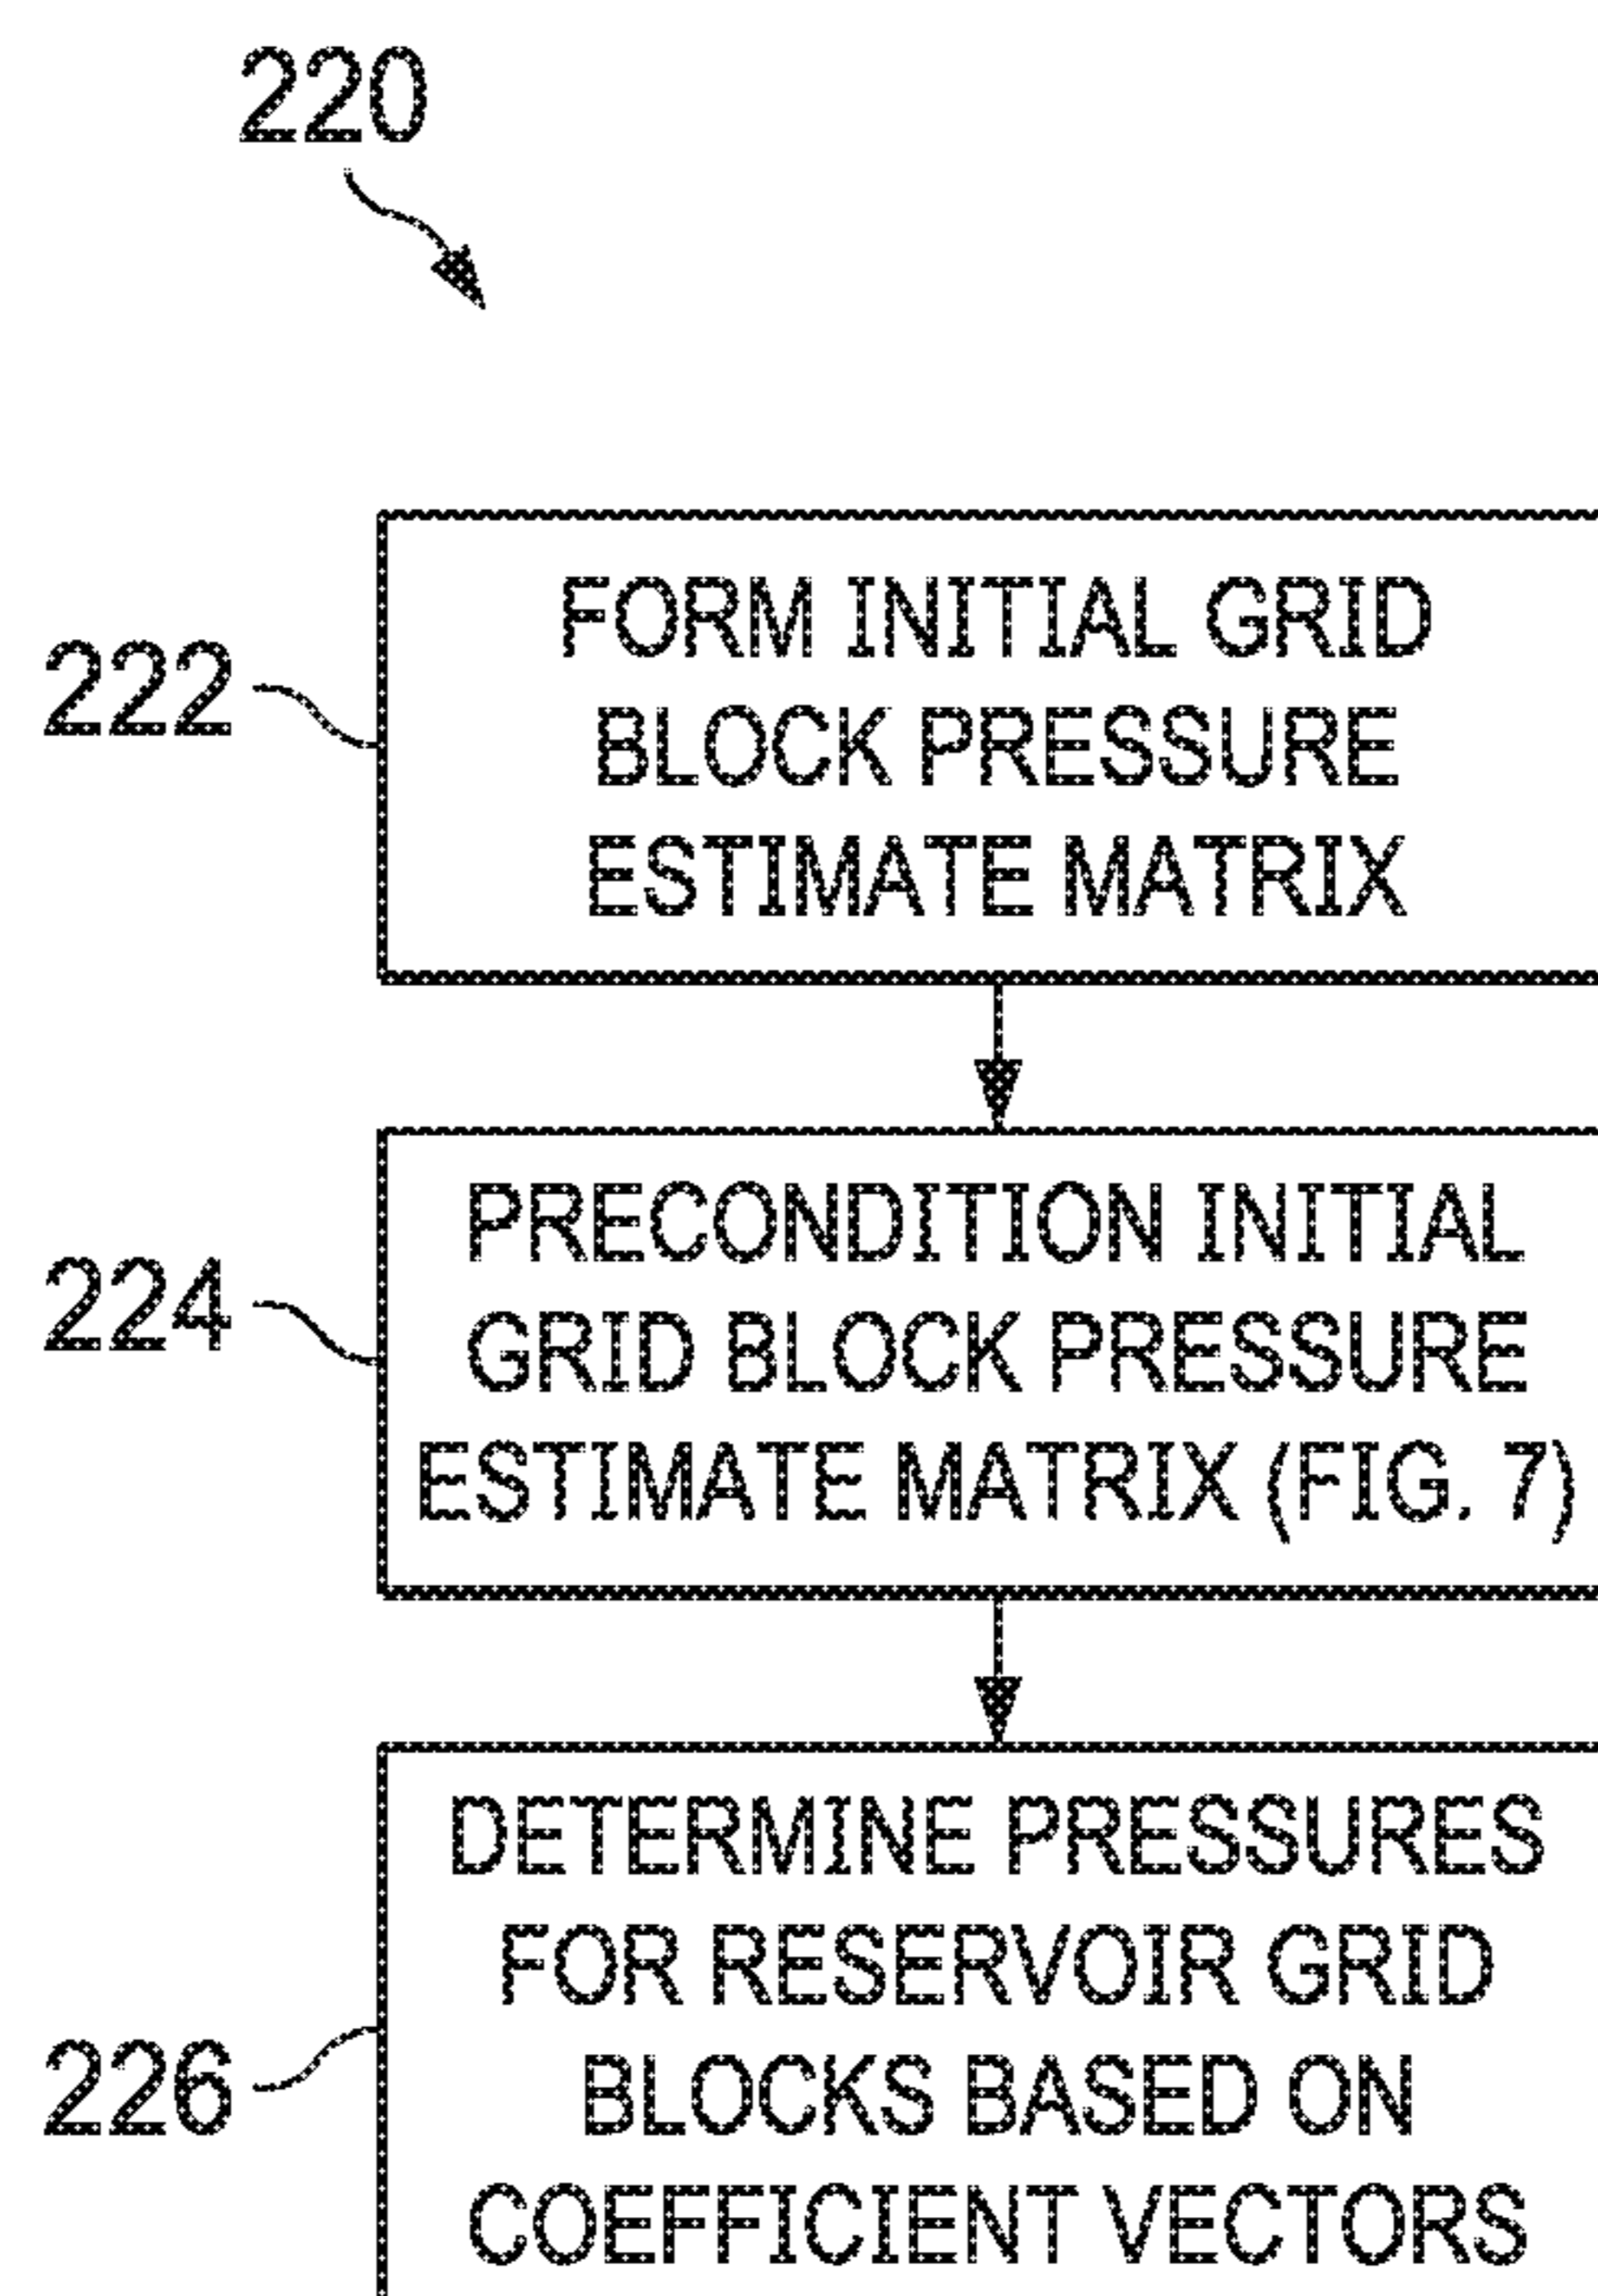 220
222
FORM INITIAL GRID
BLOCK PRESSURE
ESTIMATE MATRIX
224
PRECONDITION INITIAL
GRID BLOCK PRESSURE
ESTIMATE MATRIX (FIG. 7)
226
DETERMINE PRESSURES
FOR RESERVOIR GRID
BLOCKS BASED ON
COEFFICIENT VECTORS